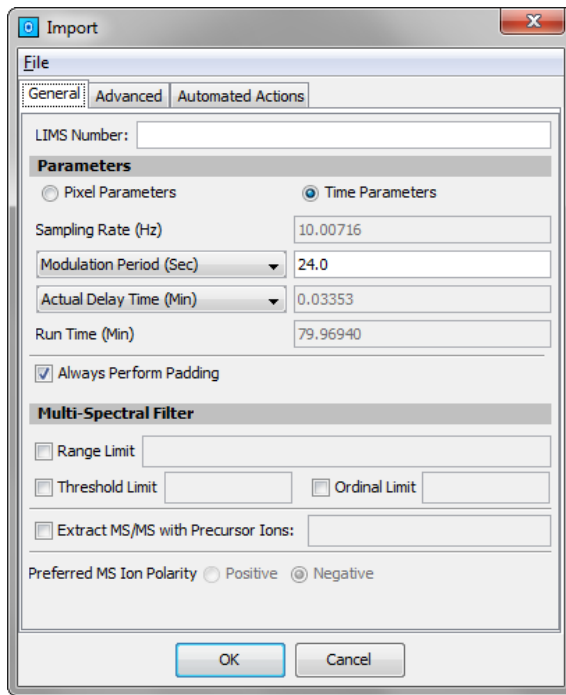 Import
File
General Advanced Automated Actions
LIMS Number:
Parameters
Pixel Parameters Time Parameters
Sampling Rate (Hz) 10.00716
Modulation Period (Sec) 24.0
Actual Delay Time (Min) 0.03353
Run Time (Min) 79.96940
Always Perform Padding
Multi-Spectral Filter
Range Limit
Threshold Limit Ordinal Limit
Extract MS/MS with Precursor Ions:
Preferred MS Ion Polarity Positive Negative
OK Cancel